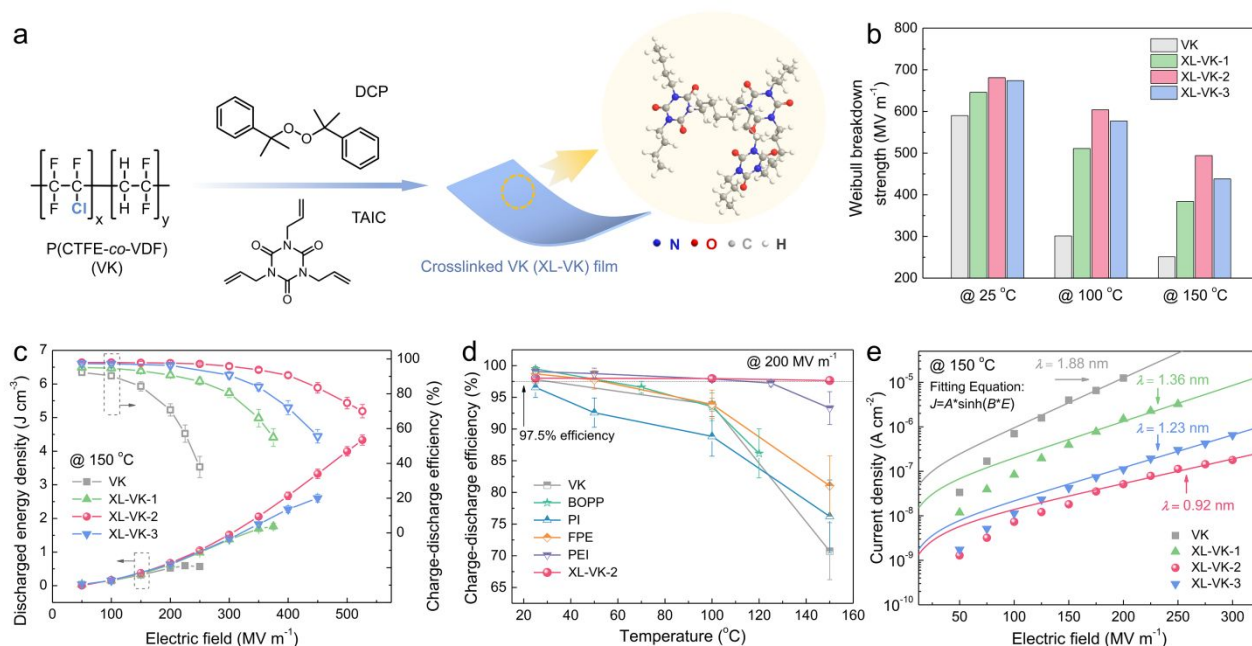 a
DCP
O
O
F F
C C
F Cl
x
H F
C C
H F
y
P(CTFE-co-VDF)
(VK)
TAIC
N
O
O
N
N
O
Crosslinked VK (XL-VK) film
N O C H
b
Weibull breakdown
strength (MV m⁻¹)
800
700
600
500
400
300
200
VK
XL-VK-1
XL-VK-2
XL-VK-3
@ 25 °C
@ 100 °C
@ 150 °C
c
Discharged energy density (J cm⁻³)
7
6
5
4
3
2
1
0
@ 150 °C
VK
XL-VK-1
XL-VK-2
XL-VK-3
100
80
60
40
20
0
Charge-discharge efficiency (%)
0 100 200 300 400 500
Electric field (MV m⁻¹)
d
Charge-discharge efficiency (%)
105
100
95
90
85
80
75
70
65
@ 200 MV m⁻¹
97.5% efficiency
VK
BOPP
PI
FPE
PEI
XL-VK-2
20 40 60 80 100 120 140 160
Temperature (°C)
e
Current density (A cm⁻²)
10⁻⁵
10⁻⁶
10⁻⁷
10⁻⁸
10⁻⁹
10⁻¹⁰
@ 150 °C
Fitting Equation:
J=A*sinh(B*E)
λ = 1.88 nm
λ = 1.36 nm
λ = 1.23 nm
λ = 0.92 nm
VK
XL-VK-1
XL-VK-2
XL-VK-3
50 100 150 200 250 300
Electric field (MV m⁻¹)